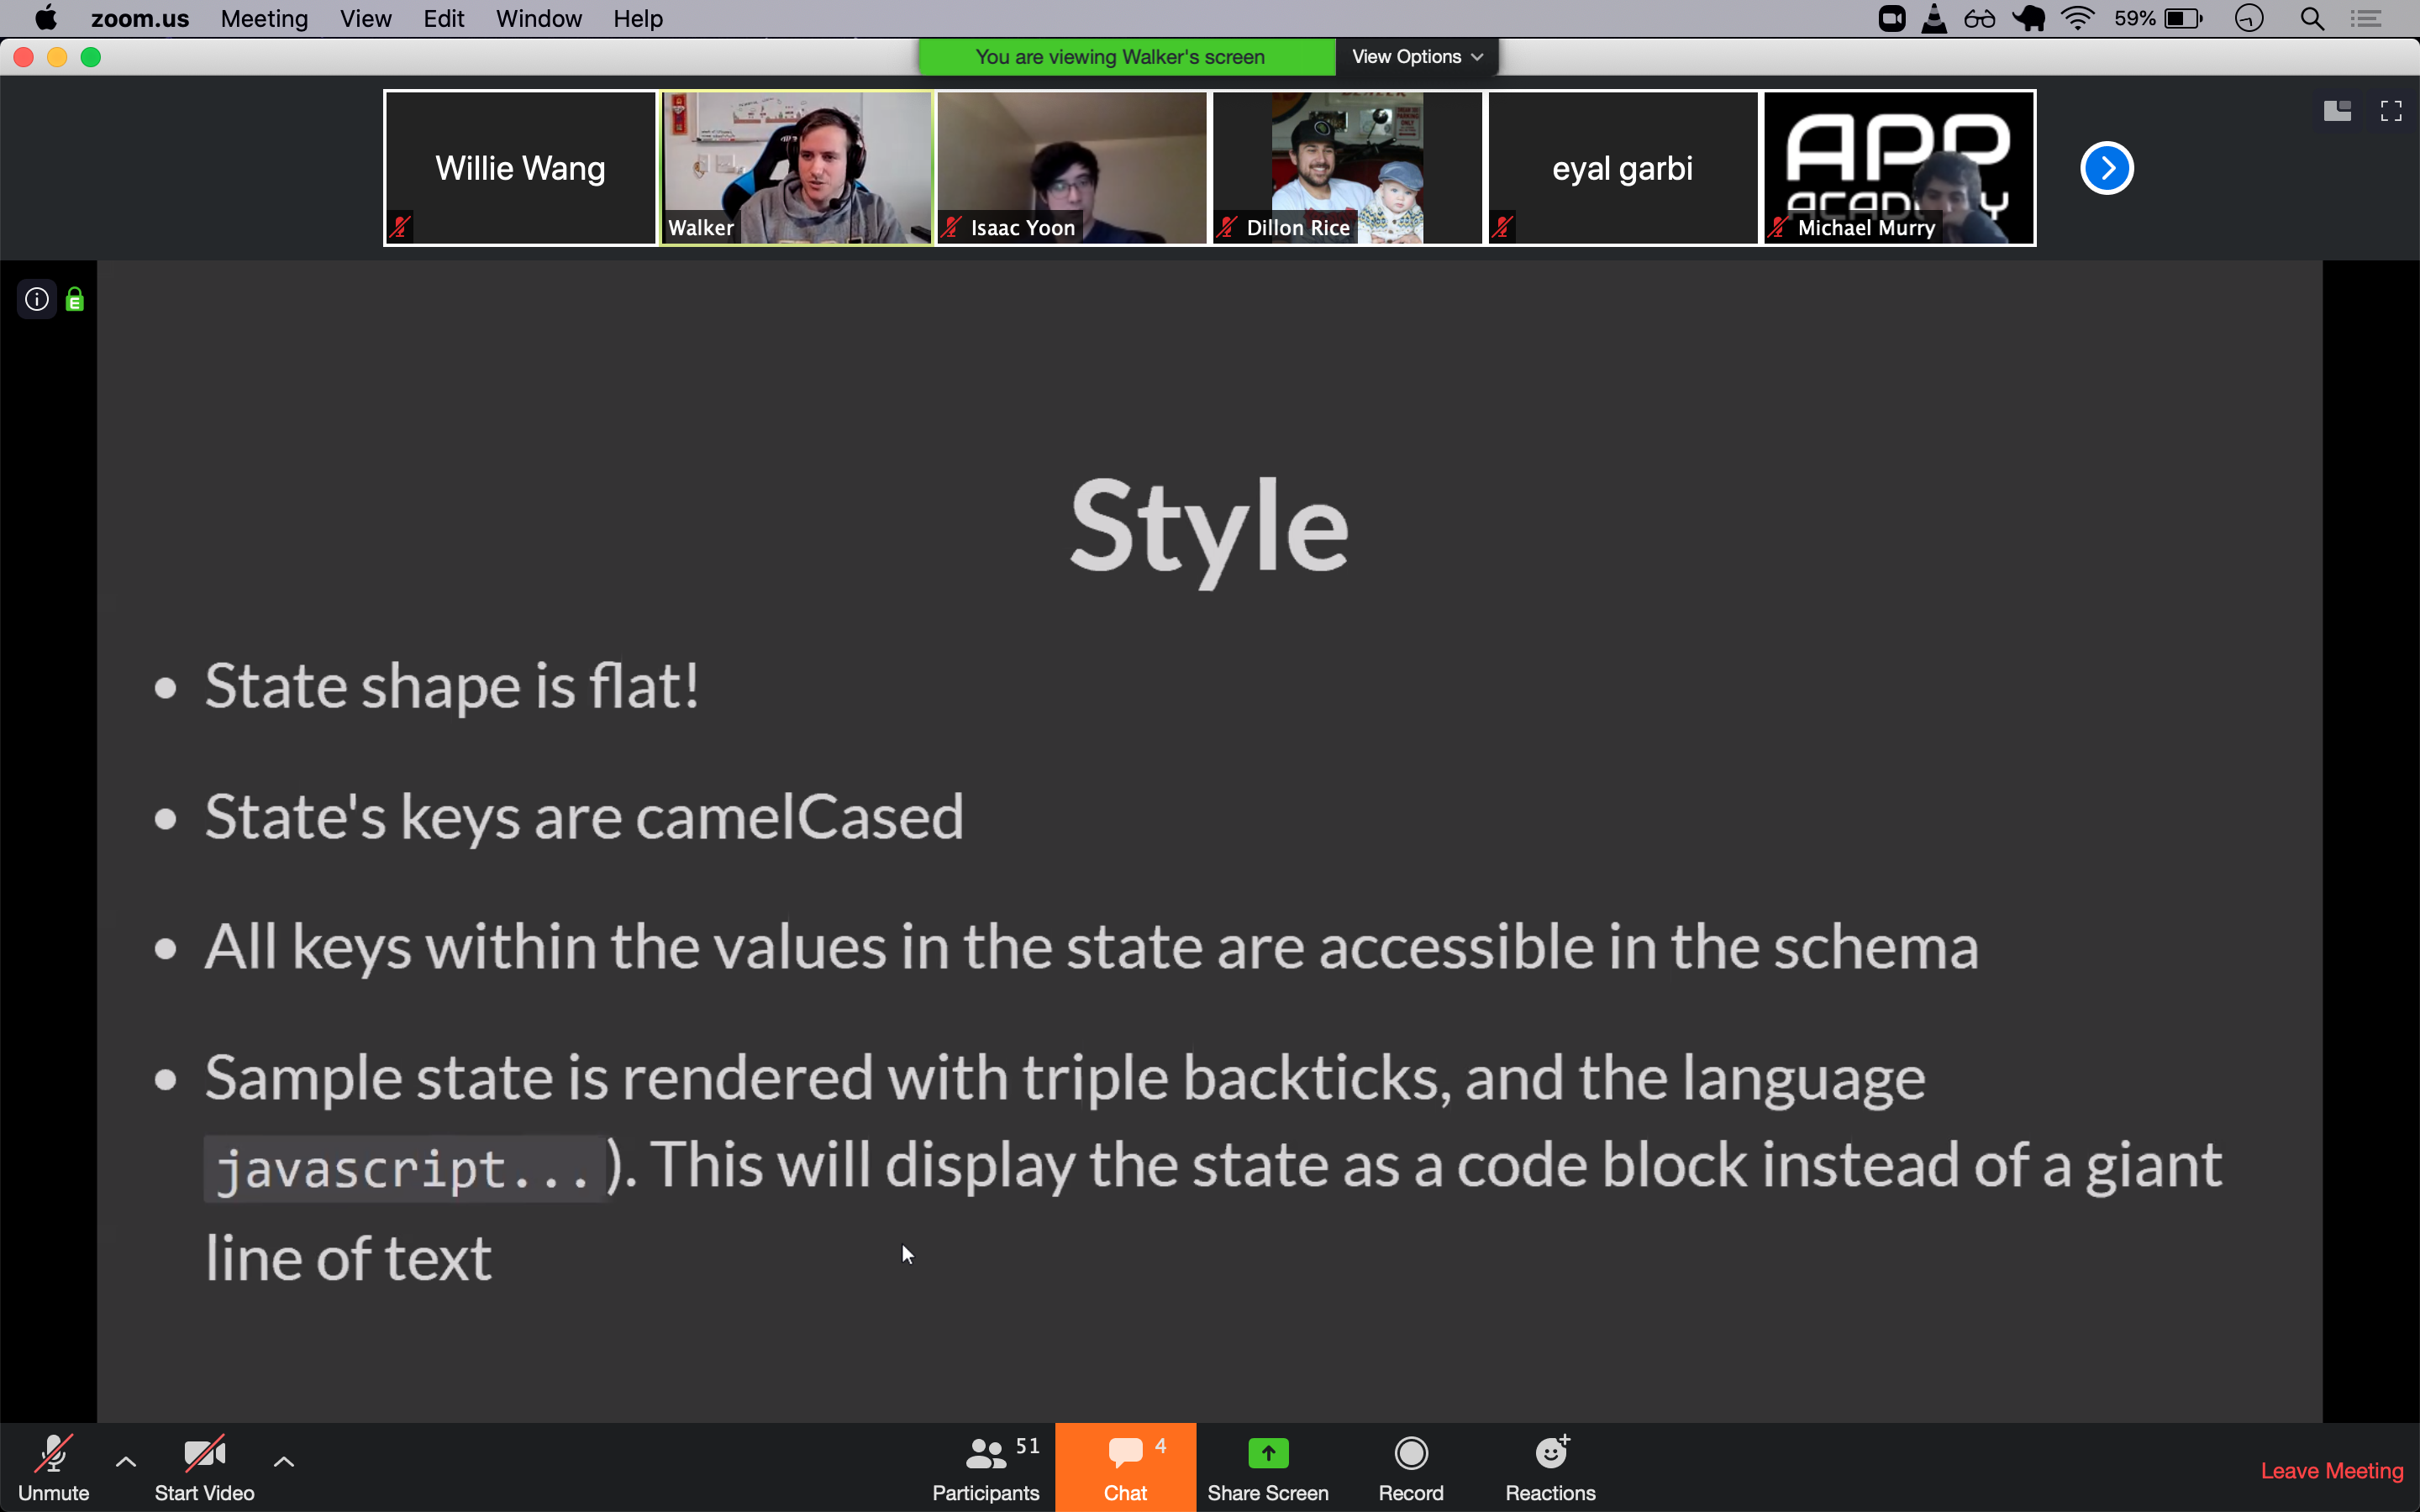 zoom.us Meeting View Edit Window Help 59%
You are viewing Walker's screen View Options
Willie Wang
Walker
Isaac Yoon
Dillon Rice
eyal garbi
APP
ACADEMY
Michael Murry
Style
• State shape is flat!
• State's keys are camelCased
• All keys within the values in the state are accessible in the schema
• Sample state is rendered with triple backticks, and the language
javascript... ). This will display the state as a code block instead of a giant
line of text
51 4
Unmute Start Video Participants Chat Share Screen Record Reactions Leave Meeting